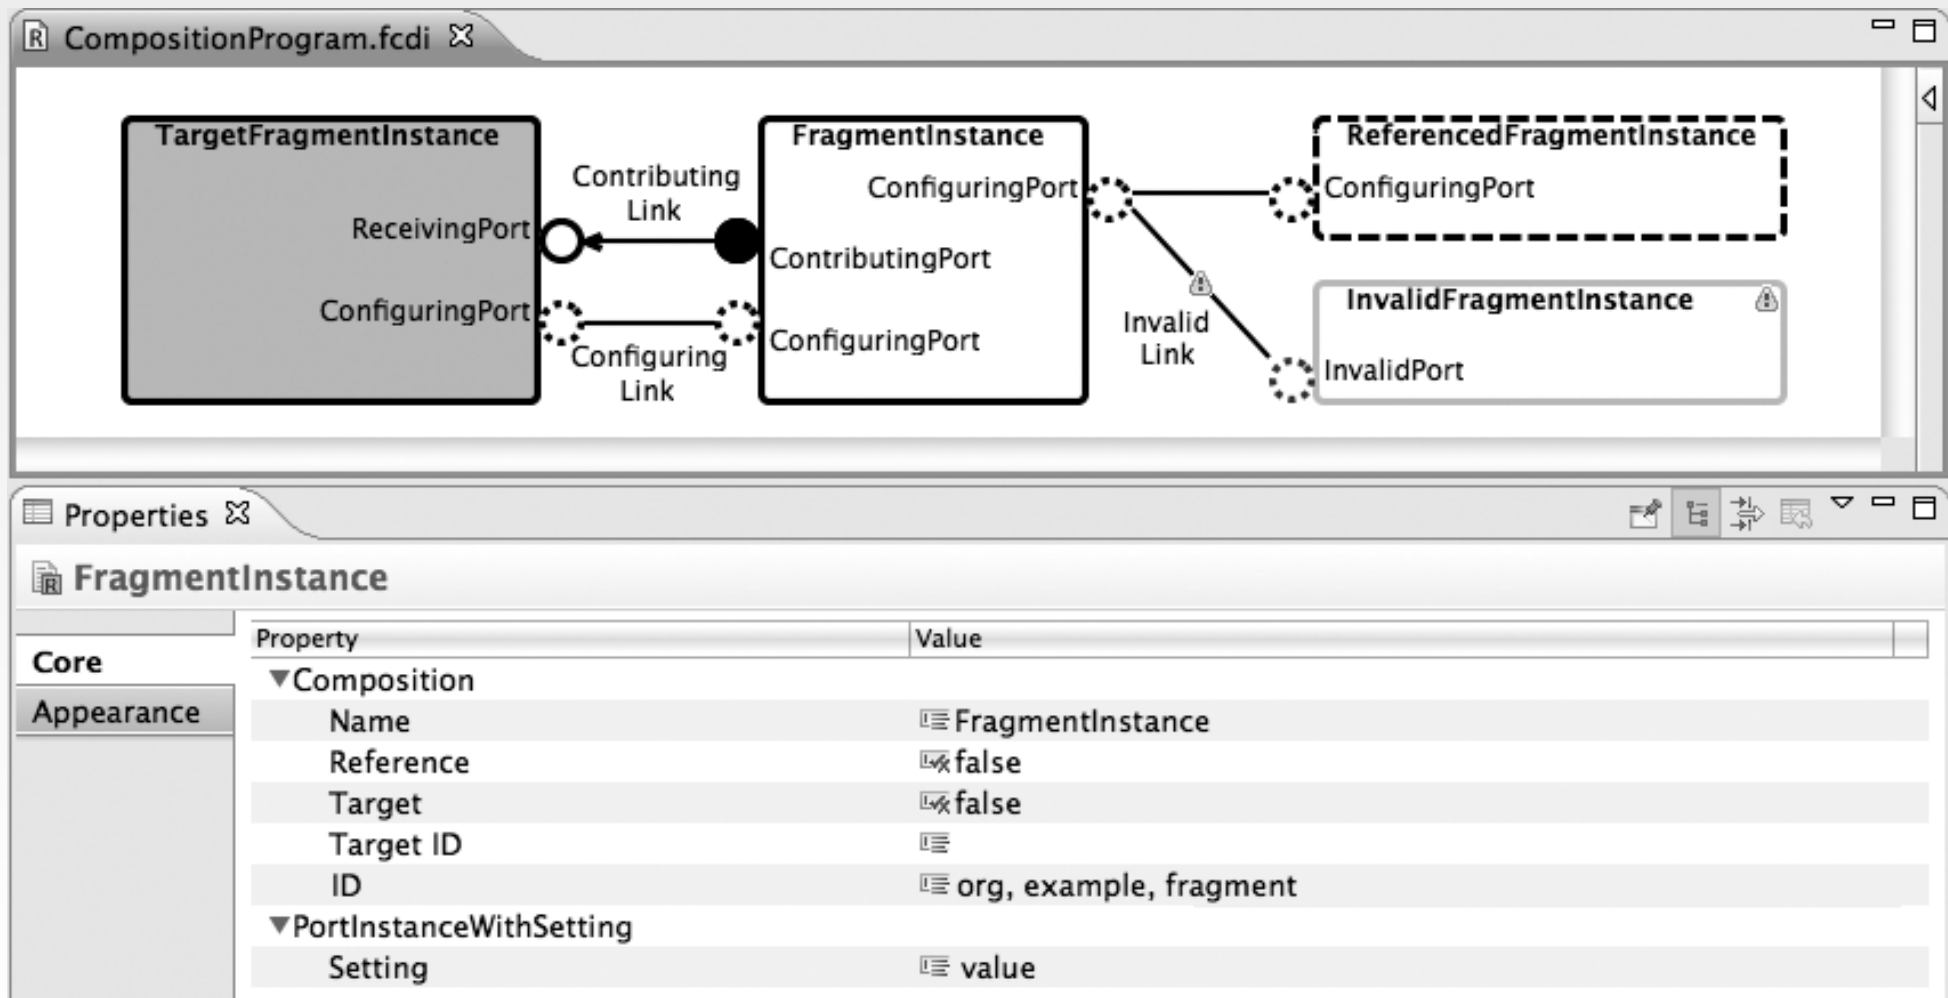 CompositionProgram.fcdi
TargetFragmentInstance
ReceivingPort
ConfiguringPort
Contributing
Link
Configuring
Link
FragmentInstance
ConfiguringPort
ContributingPort
ConfiguringPort
Invalid
Link
ReferencedFragmentInstance
ConfiguringPort
InvalidFragmentInstance
InvalidPort
Properties
FragmentInstance
Core
Appearance
Property Value
Composition
Name FragmentInstance
Reference false
Target false
Target ID
ID org, example, fragment
PortInstanceWithSetting
Setting value